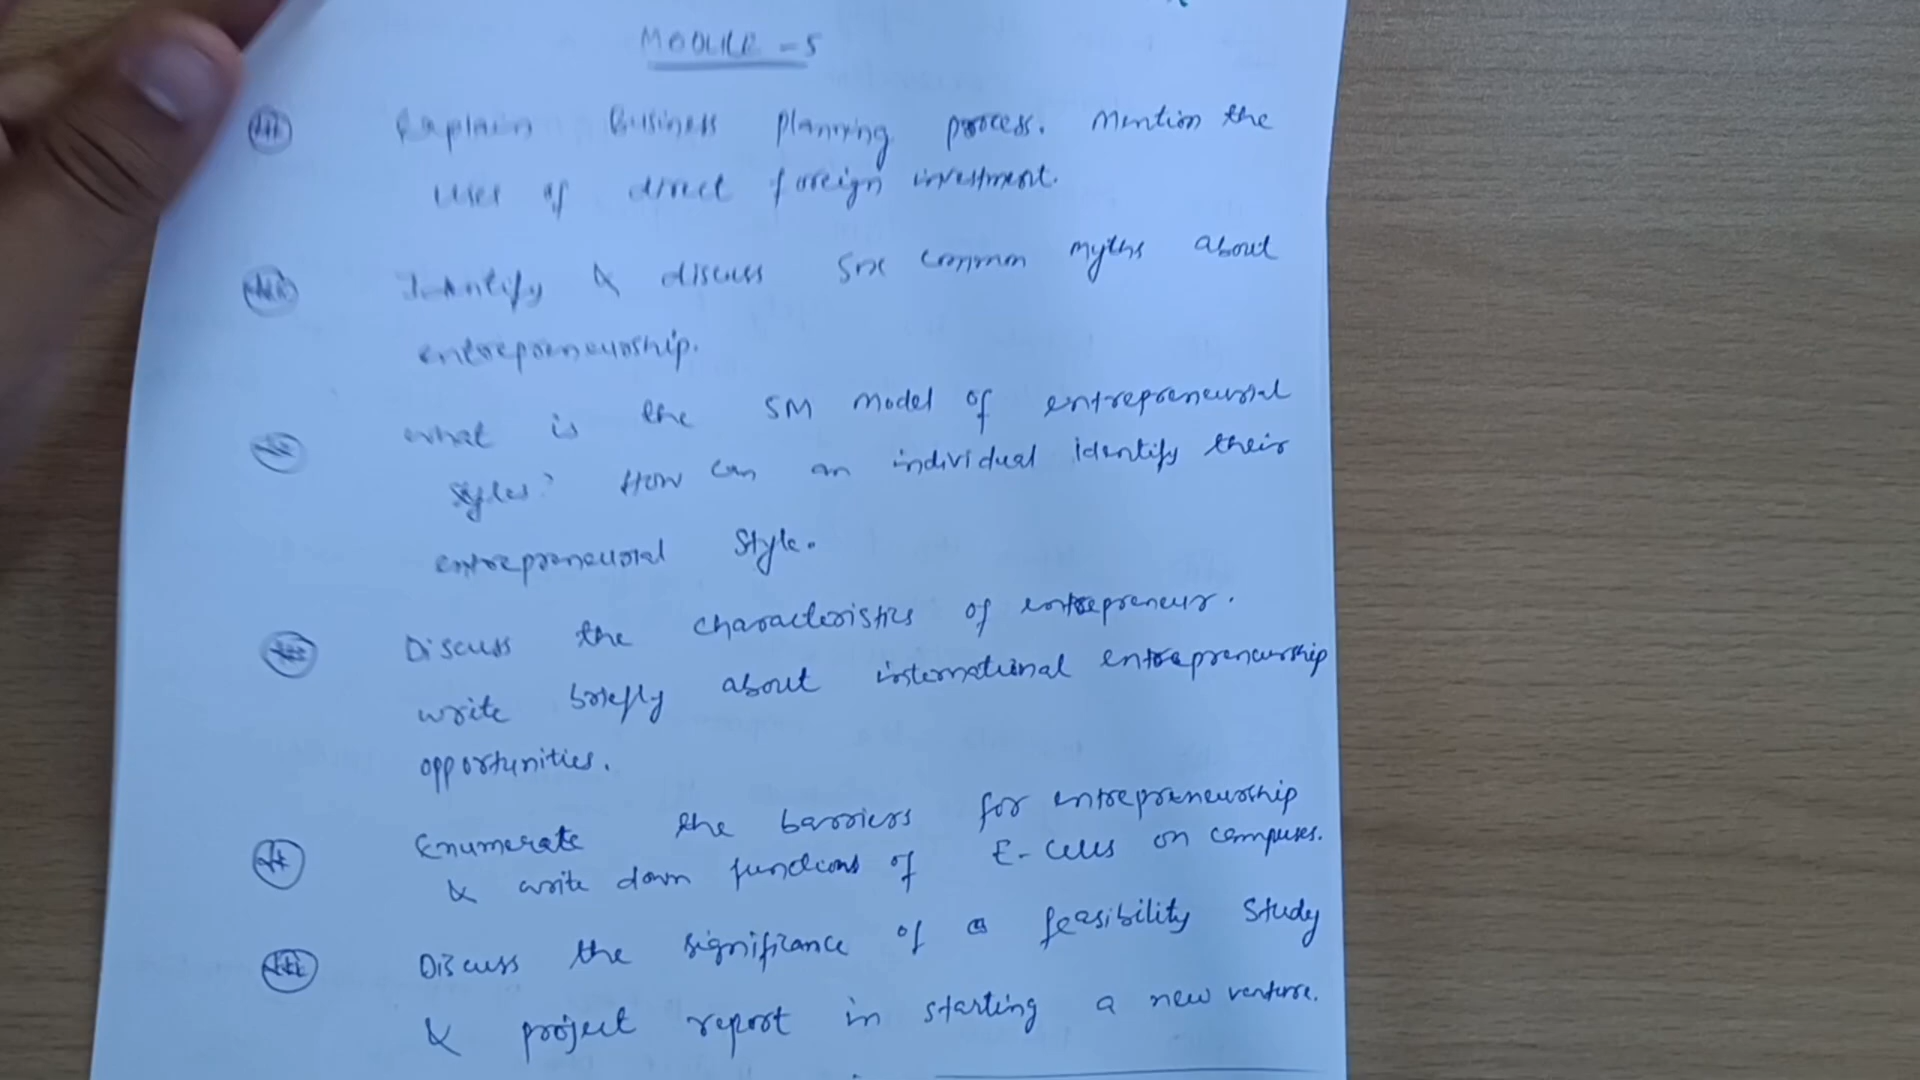 MODULE - 5
Explain Business planning process. Mention the
uses of direct foreign investment.
Identify & discuss six common myths about
entrepreneurship.
what is the 5M Model of entrepreneurial
styles? How can an individual identify their
entrepreneurial style.
Discuss the characteristics of entrepreneur.
write briefly about international entrepreneurship
opportunities.
Enumerate the barriers for entrepreneurship
& write down functions of E-Cells on campuses.
Discuss the significance of a feasibility study
& project report in starting a new venture.